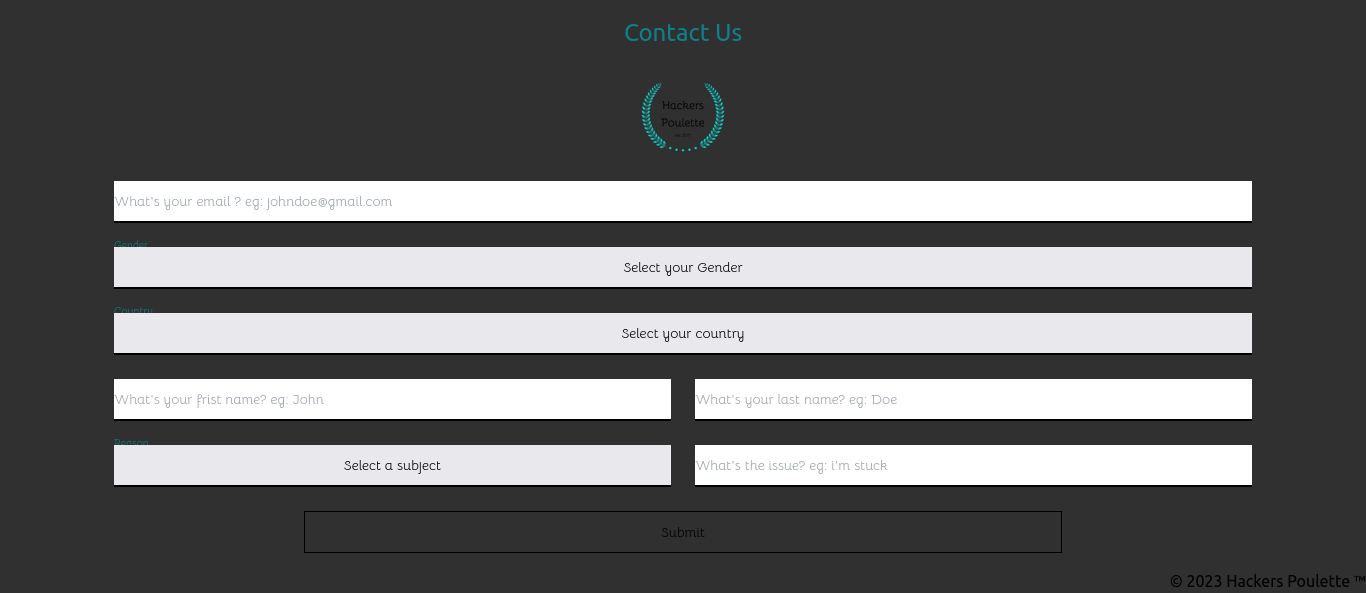 Contact Us
Hackers
Poulette
What's your email ? eg: johndoe@gmail.com
Gender
Select your Gender
Country
Select your country
What's your frist name? eg: John
What's your last name? eg: Doe
Reason
Select a subject
What's the issue? eg: i'm stuck
Submit
© 2023 Hackers Poulette ™